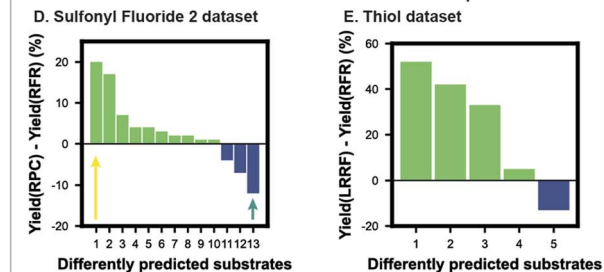 D. Sulfonyl Fluoride 2 dataset
Yield(RPC) - Yield(RFR) (%)
20
10
0
-10
-20
1 2 3 4 5 6 7 8 9 10 11 12 13
Differently predicted substrates
E. Thiol dataset
Yield(LRRF) - Yield(RFR) (%)
60
40
20
0
-20
1 2 3 4 5
Differently predicted substrates